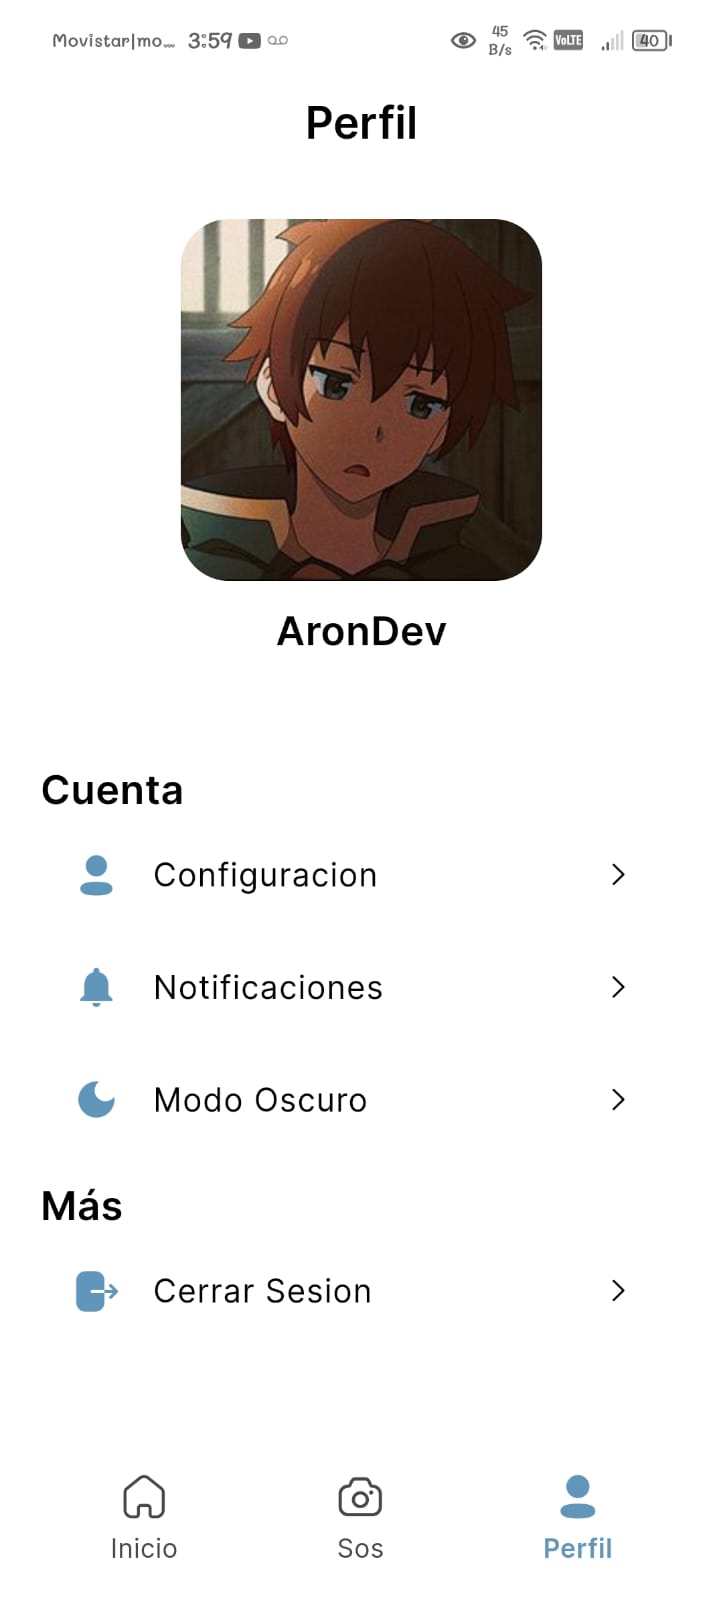 Movistar|mo... 3:59 45 B/s VoLTE 40
Perfil
AronDev
Cuenta
Configuracion
Notificaciones
Modo Oscuro
Más
Cerrar Sesion
Inicio Sos Perfil